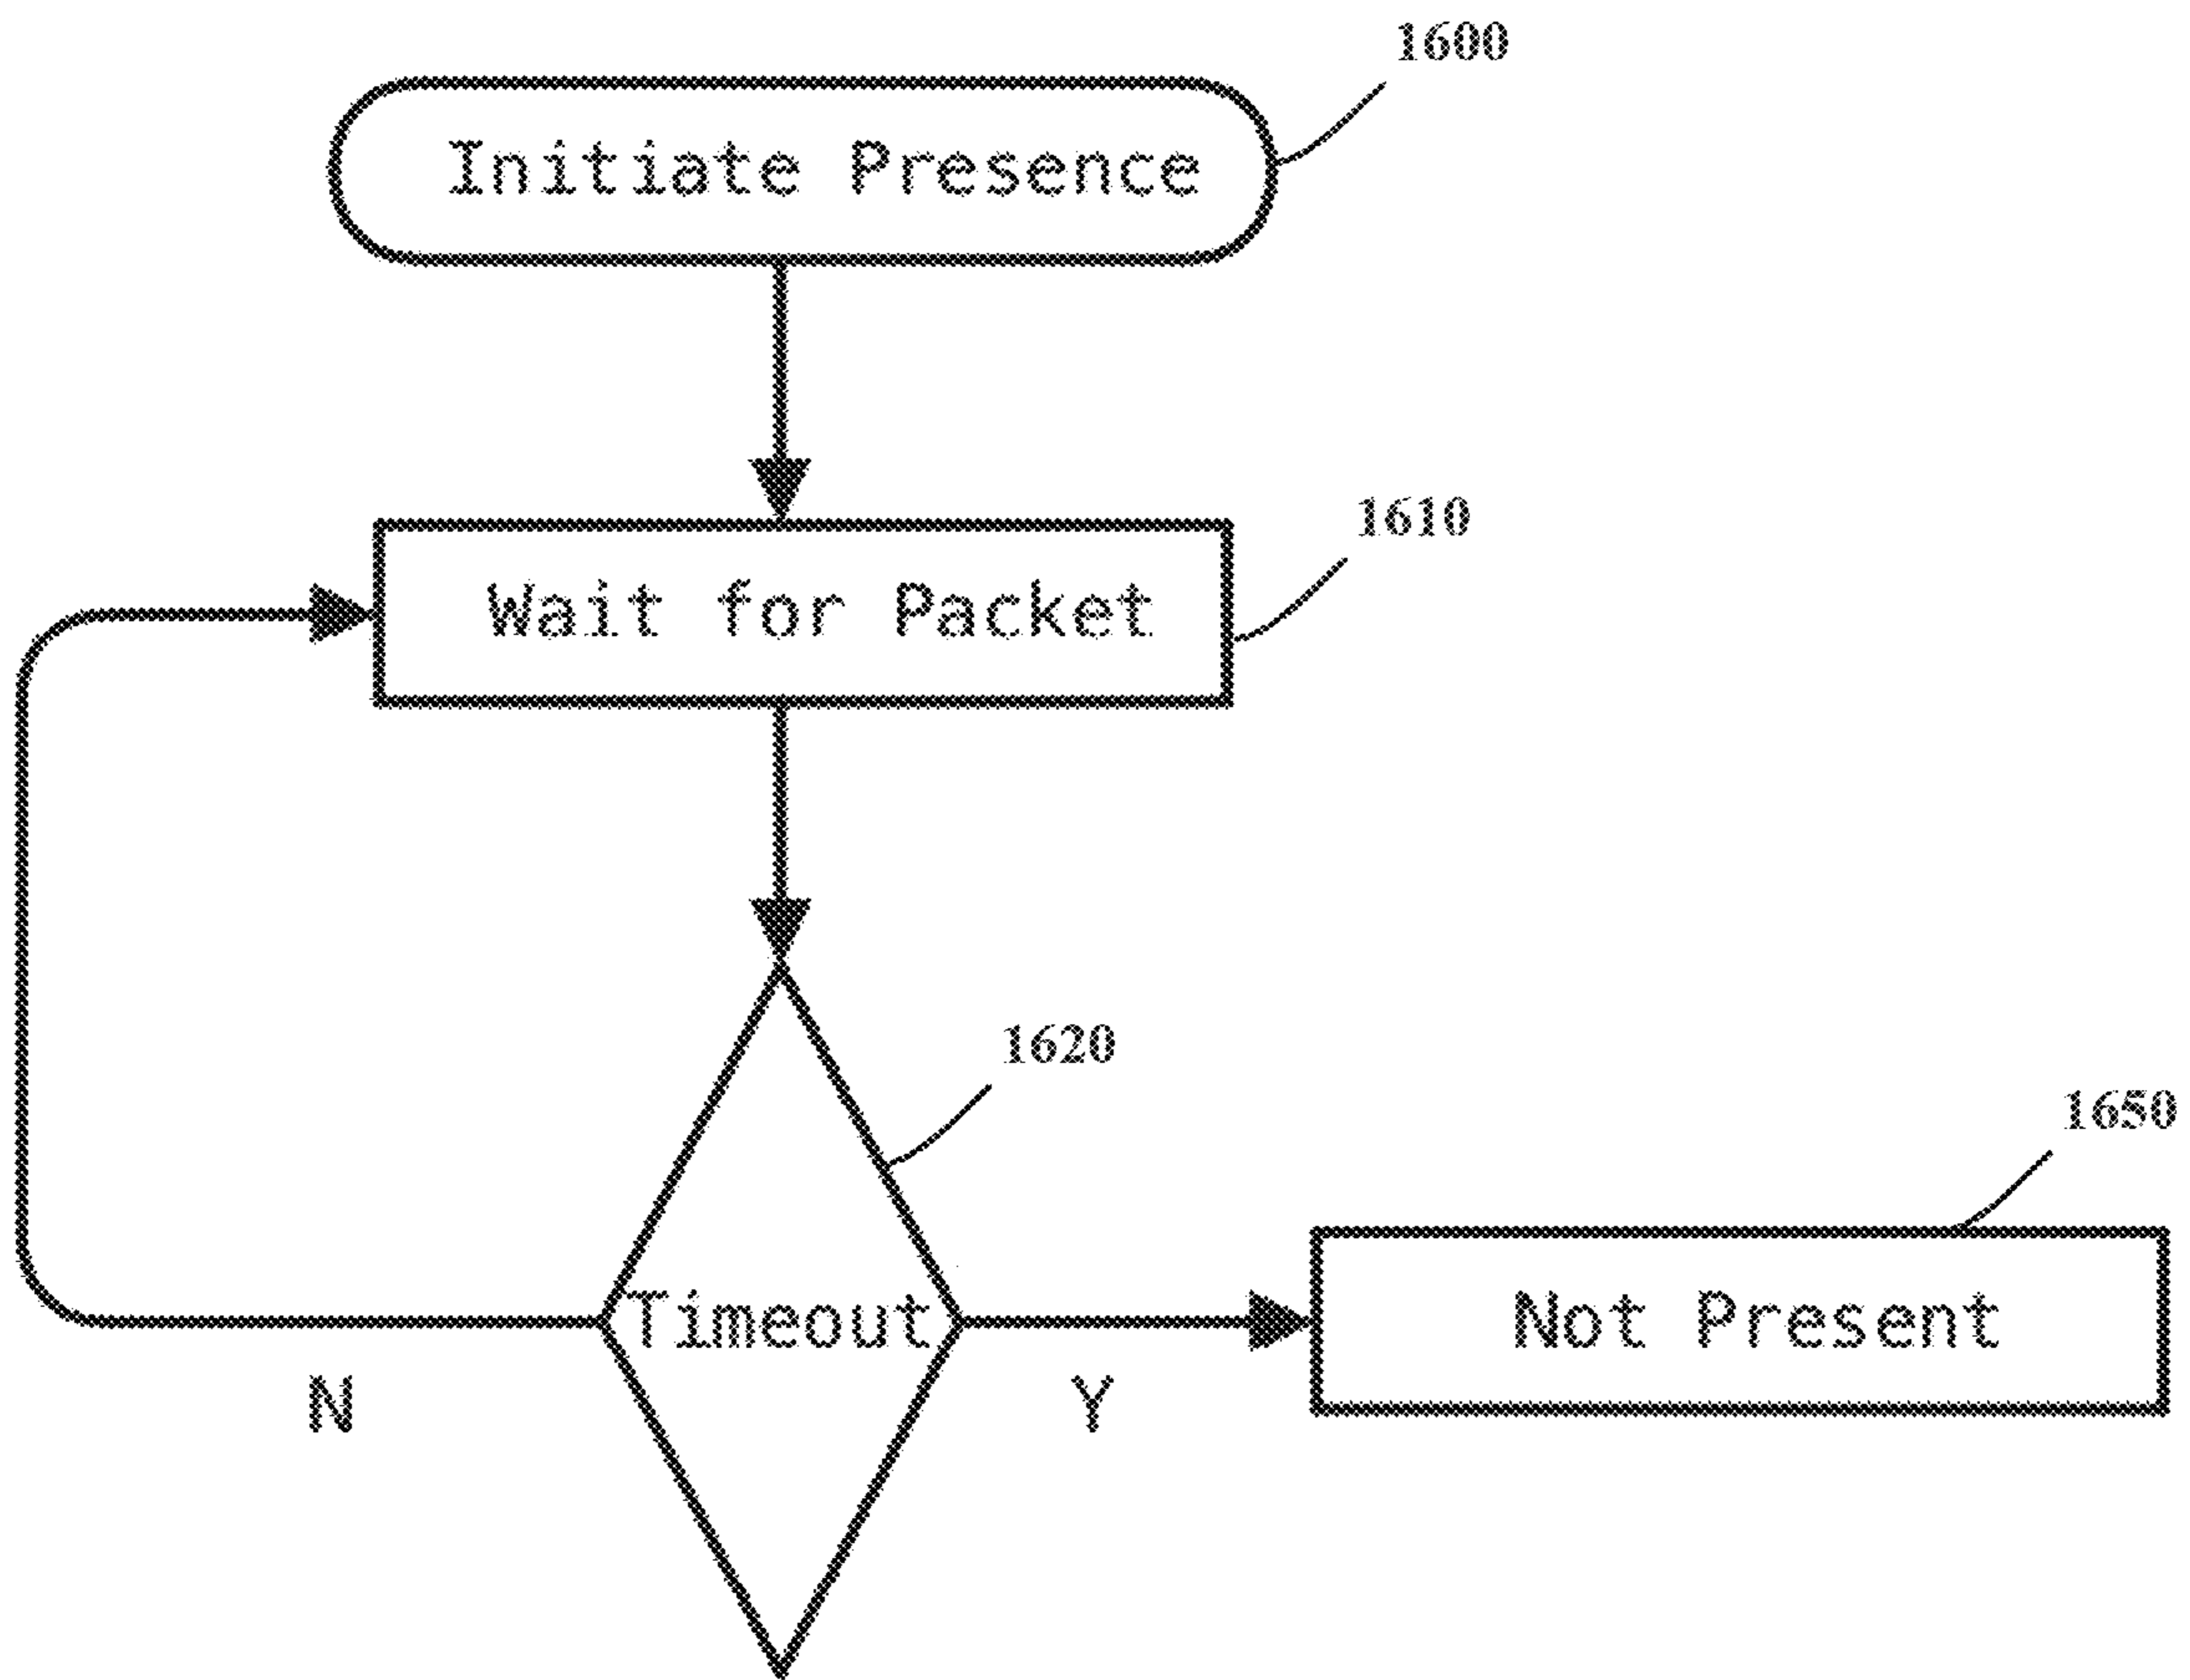 1600
Initiate Presence
1610
Wait for Packet
1620
1650
Timeout
Not Present
N
Y